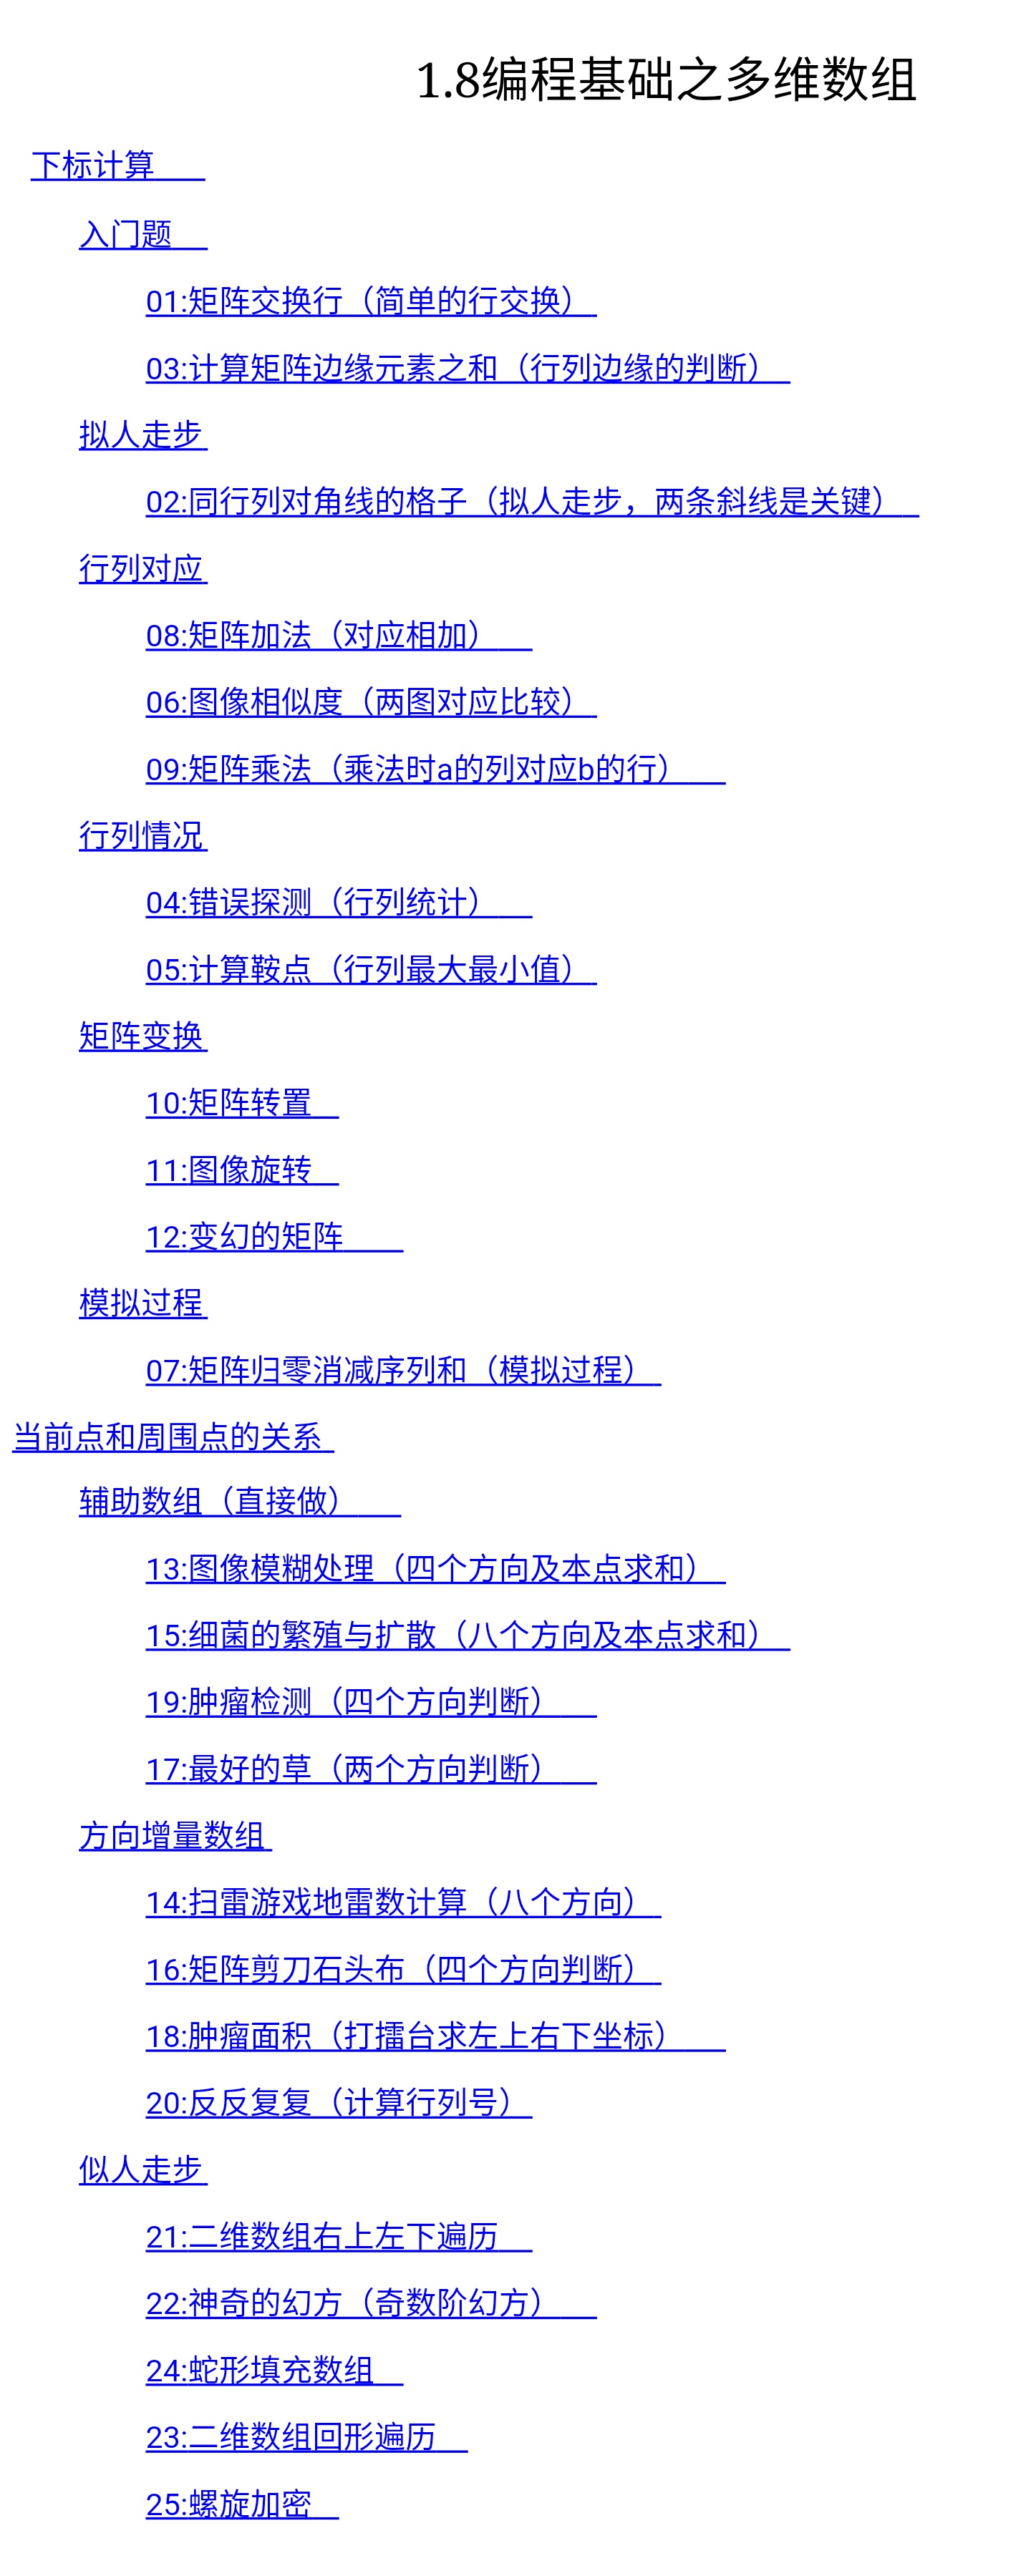 1.8编程基础之多维数组
下标计算
入门题
01:矩阵交换行（简单的行交换）
03:计算矩阵边缘元素之和（行列边缘的判断）
拟人走步
02:同行列对角线的格子（拟人走步，两条斜线是关键）
行列对应
08:矩阵加法（对应相加）
06:图像相似度（两图对应比较）
09:矩阵乘法（乘法时a的列对应b的行）
行列情况
04:错误探测（行列统计）
05:计算鞍点（行列最大最小值）
矩阵变换
10:矩阵转置
11:图像旋转
12:变幻的矩阵
模拟过程
07:矩阵归零消减序列和（模拟过程）
当前点和周围点的关系
辅助数组（直接做）
13:图像模糊处理（四个方向及本点求和）
15:细菌的繁殖与扩散（八个方向及本点求和）
19:肿瘤检测（四个方向判断）
17:最好的草（两个方向判断）
方向增量数组
14:扫雷游戏地雷数计算（八个方向）
16:矩阵剪刀石头布（四个方向判断）
18:肿瘤面积（打擂台求左上右下坐标）
20:反反复复（计算行列号）
似人走步
21:二维数组右上左下遍历
22:神奇的幻方（奇数阶幻方）
24:蛇形填充数组
23:二维数组回形遍历
25:螺旋加密